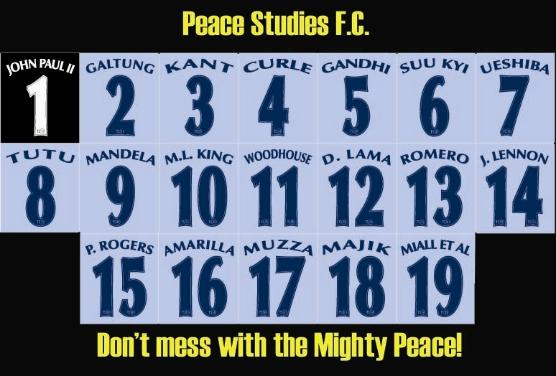 Peace Studies F.C.
JOHN PAUL II GALTUNG KANT CURLE GANDHI SUU KYI UESHIBA
1 2 3 4 5 6 7
TUTU MANDELA M.L. KING WOODHOUSE D. LAMA ROMERO J. LENNON
8 9 10 11 12 13 14
P. ROGERS AMARILLA MUZZA MAJIK MIALL ET AL
15 16 17 18 19
Don't mess with the Mighty Peace!